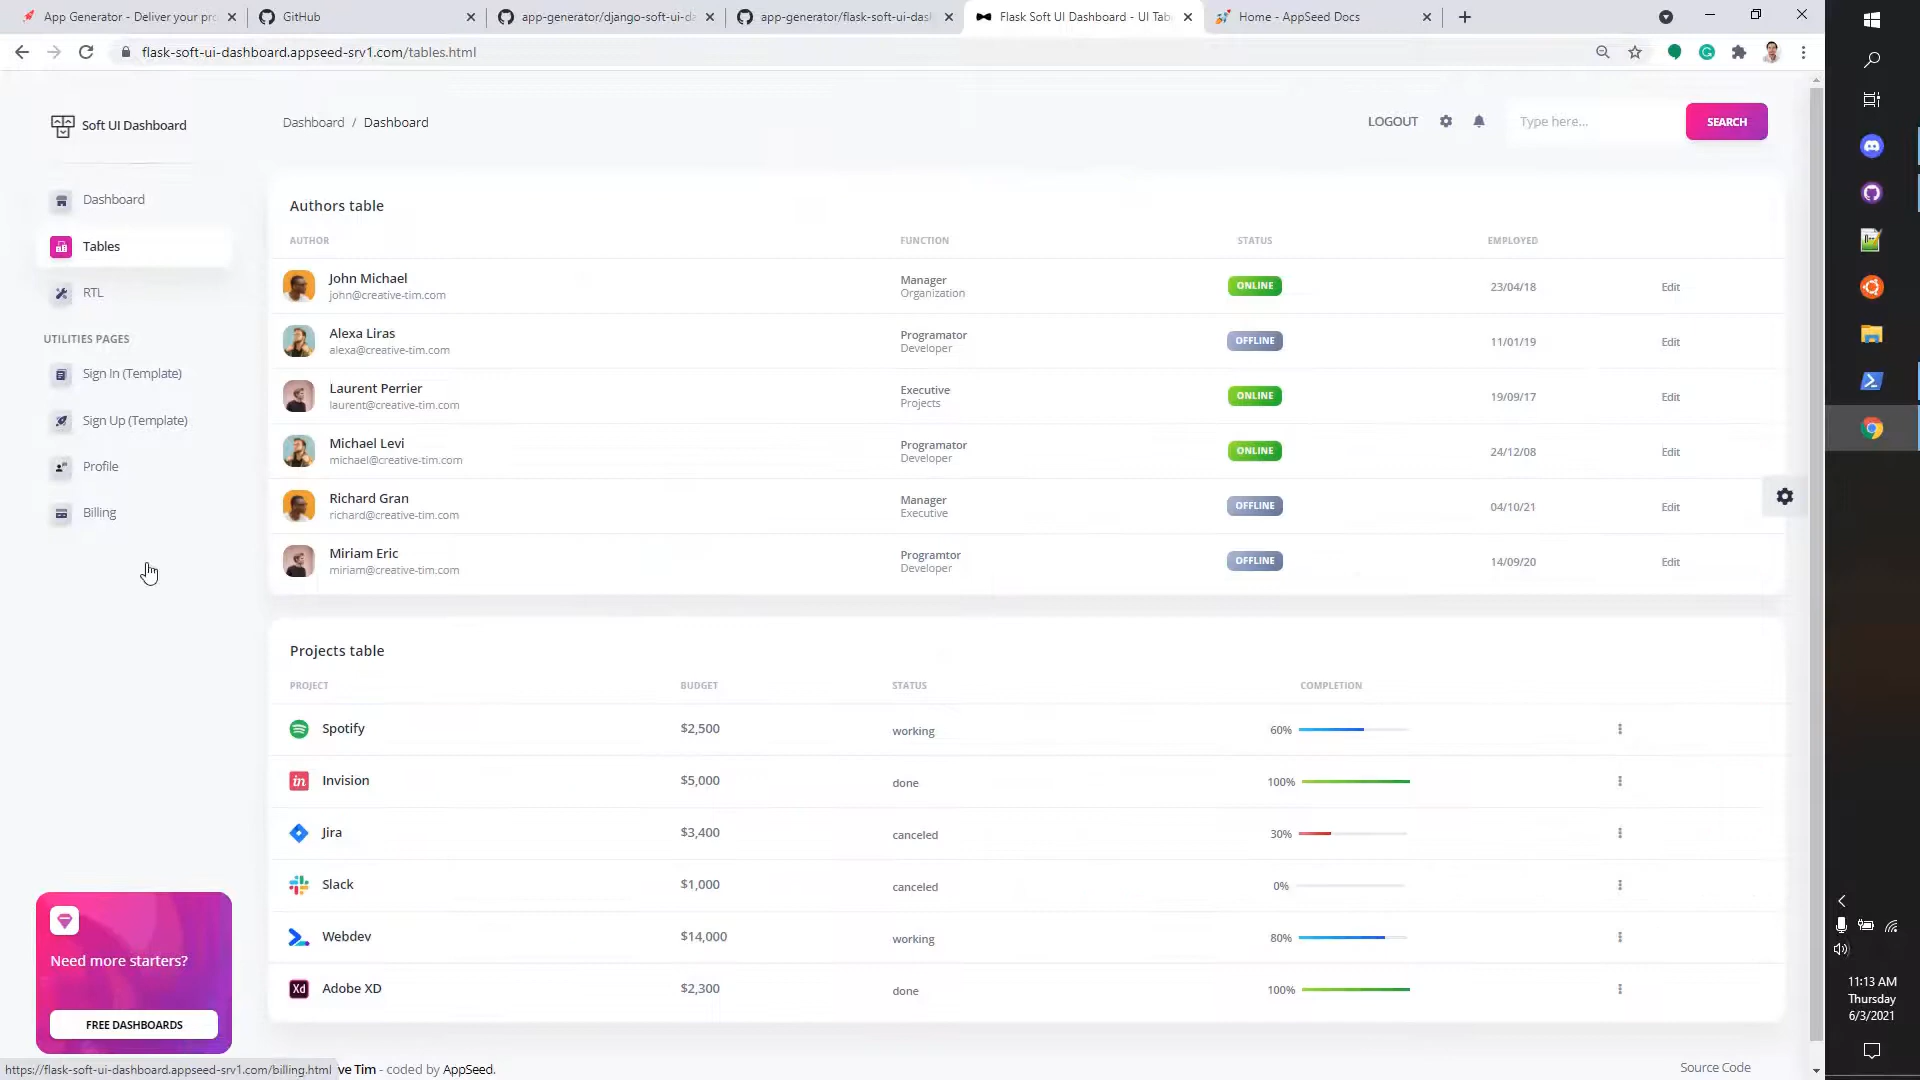 App Generator - Deliver your pro
GitHub
app-generator/django-soft-ui-da
app-generator/flask-soft-ui-dash
Flask Soft UI Dashboard - UI Tab
Home - AppSeed Docs
flask-soft-ui-dashboard.appseed-srv1.com/tables.html
Soft UI Dashboard
Dashboard / Dashboard
LOGOUT
Type here...
SEARCH
Dashboard
Tables
RTL
UTILITIES PAGES
Sign In (Template)
Sign Up (Template)
Profile
Billing
Authors table
AUTHOR FUNCTION STATUS EMPLOYED
John Michael
john@creative-tim.com
Manager
Organization
ONLINE
23/04/18
Edit
Alexa Liras
alexa@creative-tim.com
Programator
Developer
OFFLINE
11/01/19
Edit
Laurent Perrier
laurent@creative-tim.com
Executive
Projects
ONLINE
19/09/17
Edit
Michael Levi
michael@creative-tim.com
Programator
Developer
ONLINE
24/12/08
Edit
Richard Gran
richard@creative-tim.com
Manager
Executive
OFFLINE
04/10/21
Edit
Miriam Eric
miriam@creative-tim.com
Programtor
Developer
OFFLINE
14/09/20
Edit
Projects table
PROJECT BUDGET STATUS COMPLETION
Spotify $2,500 working 60%
in Invision $5,000 done 100%
Jira $3,400 canceled 30%
Slack $1,000 canceled 0%
Webdev $14,000 working 80%
Xd Adobe XD $2,300 done 100%
Need more starters?
FREE DASHBOARDS
https://flask-soft-ui-dashboard.appseed-srv1.com/billing.html
ve Tim - coded by AppSeed.
Source Code
11:13 AM
Thursday
6/3/2021